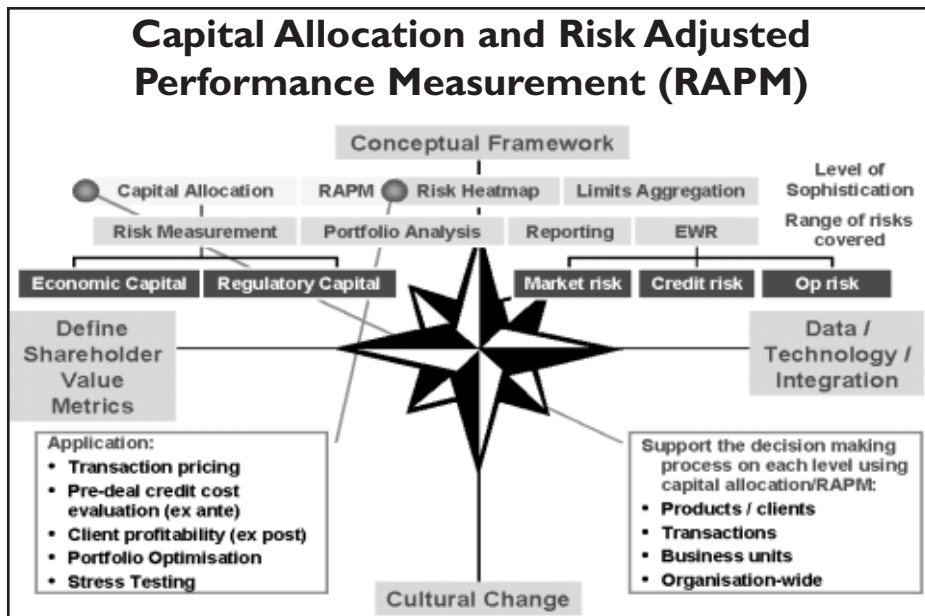 Capital Allocation and Risk Adjusted
Performance Measurement (RAPM)
Conceptual Framework
Capital Allocation
RAPM
Risk Heatmap
Limits Aggregation
Level of
Sophistication
Risk Measurement
Portfolio Analysis
Reporting
EWR
Range of risks
covered
Economic Capital
Regulatory Capital
Market risk
Credit risk
Op risk
Define
Shareholder
Value
Metrics
Data /
Technology /
Integration
Application:
• Transaction pricing
• Pre-deal credit cost
evaluation (ex ante)
• Client profitability (ex post)
• Portfolio Optimisation
• Stress Testing
Support the decision making
process on each level using
capital allocation/RAPM:
• Products / clients
• Transactions
• Business units
• Organisation-wide
Cultural Change